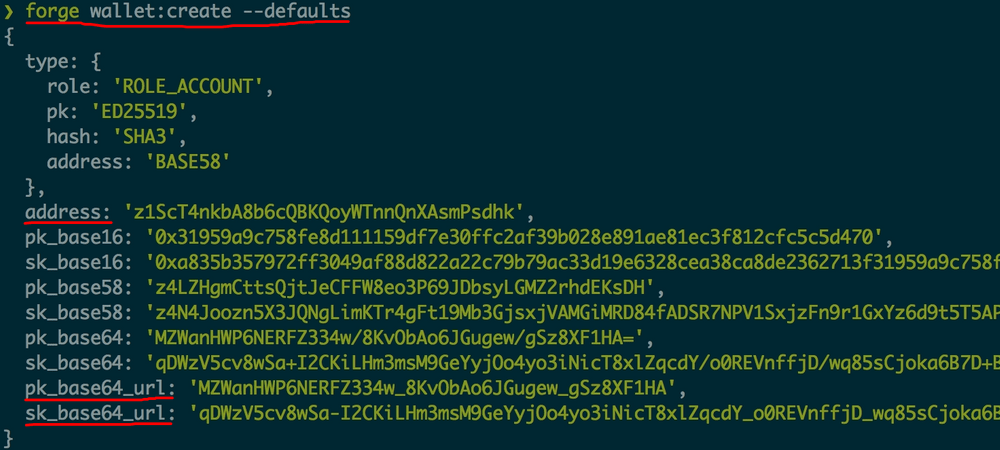 ❯ forge wallet:create --defaults
{
  type: {
    role: 'ROLE_ACCOUNT',
    pk: 'ED25519',
    hash: 'SHA3',
    address: 'BASE58'
  },
  address: 'z1ScT4nkbA8b6cQBKQoyWTnnQnXAsmPsdhk',
  pk_base16: '0x31959a9c758fe8d111159df7e30ffc2af39b028e891ae81ec3f812cfc5c5d470',
  sk_base16: '0xa835b357972ff3049af88d822a22c79b79ac33d19e6328cea38ca8de2362713f31959a9c758f
  pk_base58: 'z4LZHgmCttsQjtJeCFFW8eo3P69JDbsyLGMZ2rhdEKsDH',
  sk_base58: 'z4N4Joozn5X3JQNgLimKTr4gFt19Mb3GjsxjVAMGiMRD84fADSR7NPV1SxjzFn9r1GxYz6d9t5T5AP
  pk_base64: 'MZWanHWP6NERFZ334w/8KvObAo6JGugew/gSz8XF1HA=',
  sk_base64: 'qDWzV5cv8wSa+I2CKiLHm3msM9GeYyjOo4yo3iNicT8xlZqcdY/o0REVnffjD/wq85sCjoka6B7D+B
  pk_base64_url: 'MZWanHWP6NERFZ334w_8KvObAo6JGugew_gSz8XF1HA',
  sk_base64_url: 'qDWzV5cv8wSa-I2CKiLHm3msM9GeYyjOo4yo3iNicT8xlZqcdY_o0REVnffjD_wq85sCjoka6B
}